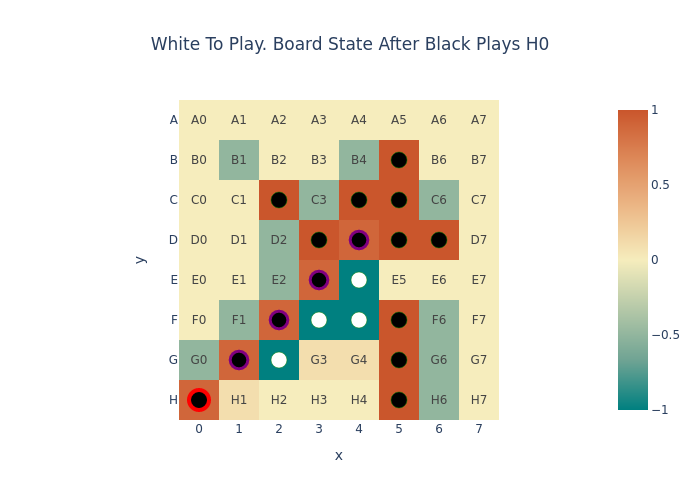 White To Play. Board State After Black Plays H0
A A0 A1 A2 A3 A4 A5 A6 A7
B B0 B1 B2 B3 B4 B6 B7
C C0 C1 C3 C6 C7
D D0 D1 D2 D7
E E0 E1 E2 E5 E6 E7
F F0 F1 F6 F7
G G0 G3 G4 G6 G7
H H1 H2 H3 H4 H6 H7
0 1 2 3 4 5 6 7
x
y
1
0.5
0
−0.5
−1